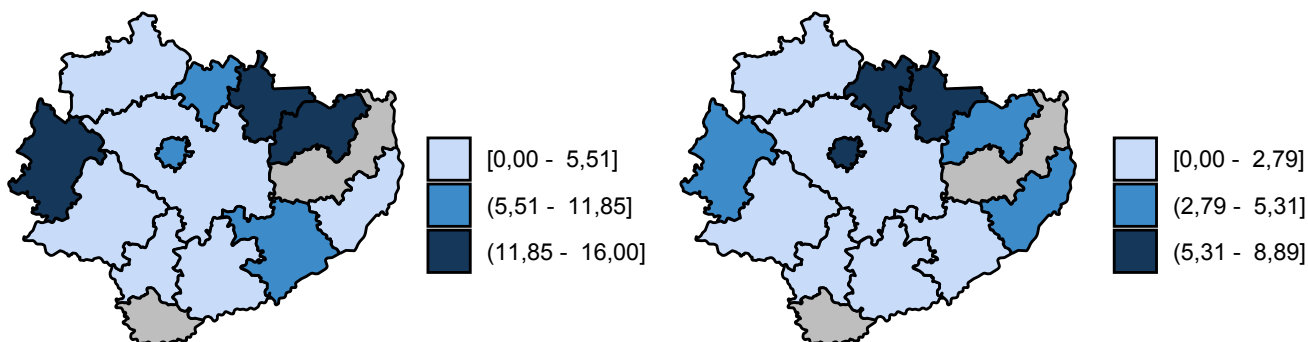 [0,00 - 5,51]
(5,51 - 11,85]
(11,85 - 16,00]
[0,00 - 2,79]
(2,79 - 5,31]
(5,31 - 8,89]